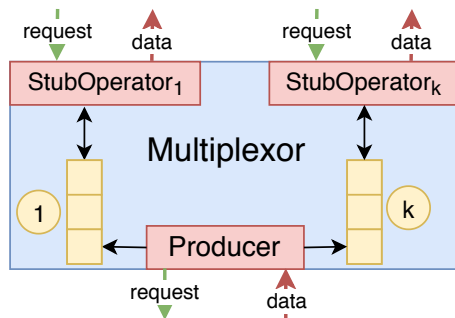 request data request data
StubOperator1 StubOperatork
Multiplexor
1 k
Producer
request data